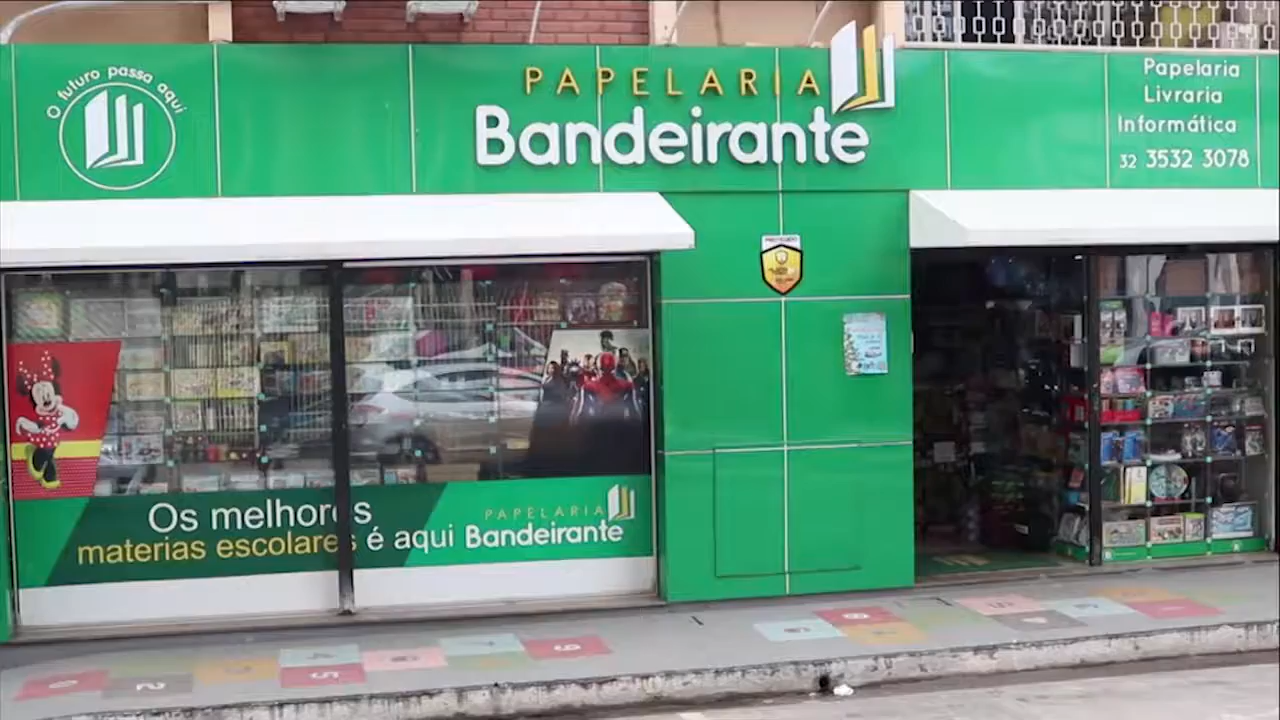 O futuro passa aqui
PAPELARIA
Bandeirante
Papelaria
Livraria
Informática
32 3532 3078
Os melhores
materias escolares é aqui
PAPELARIA
Bandeirante